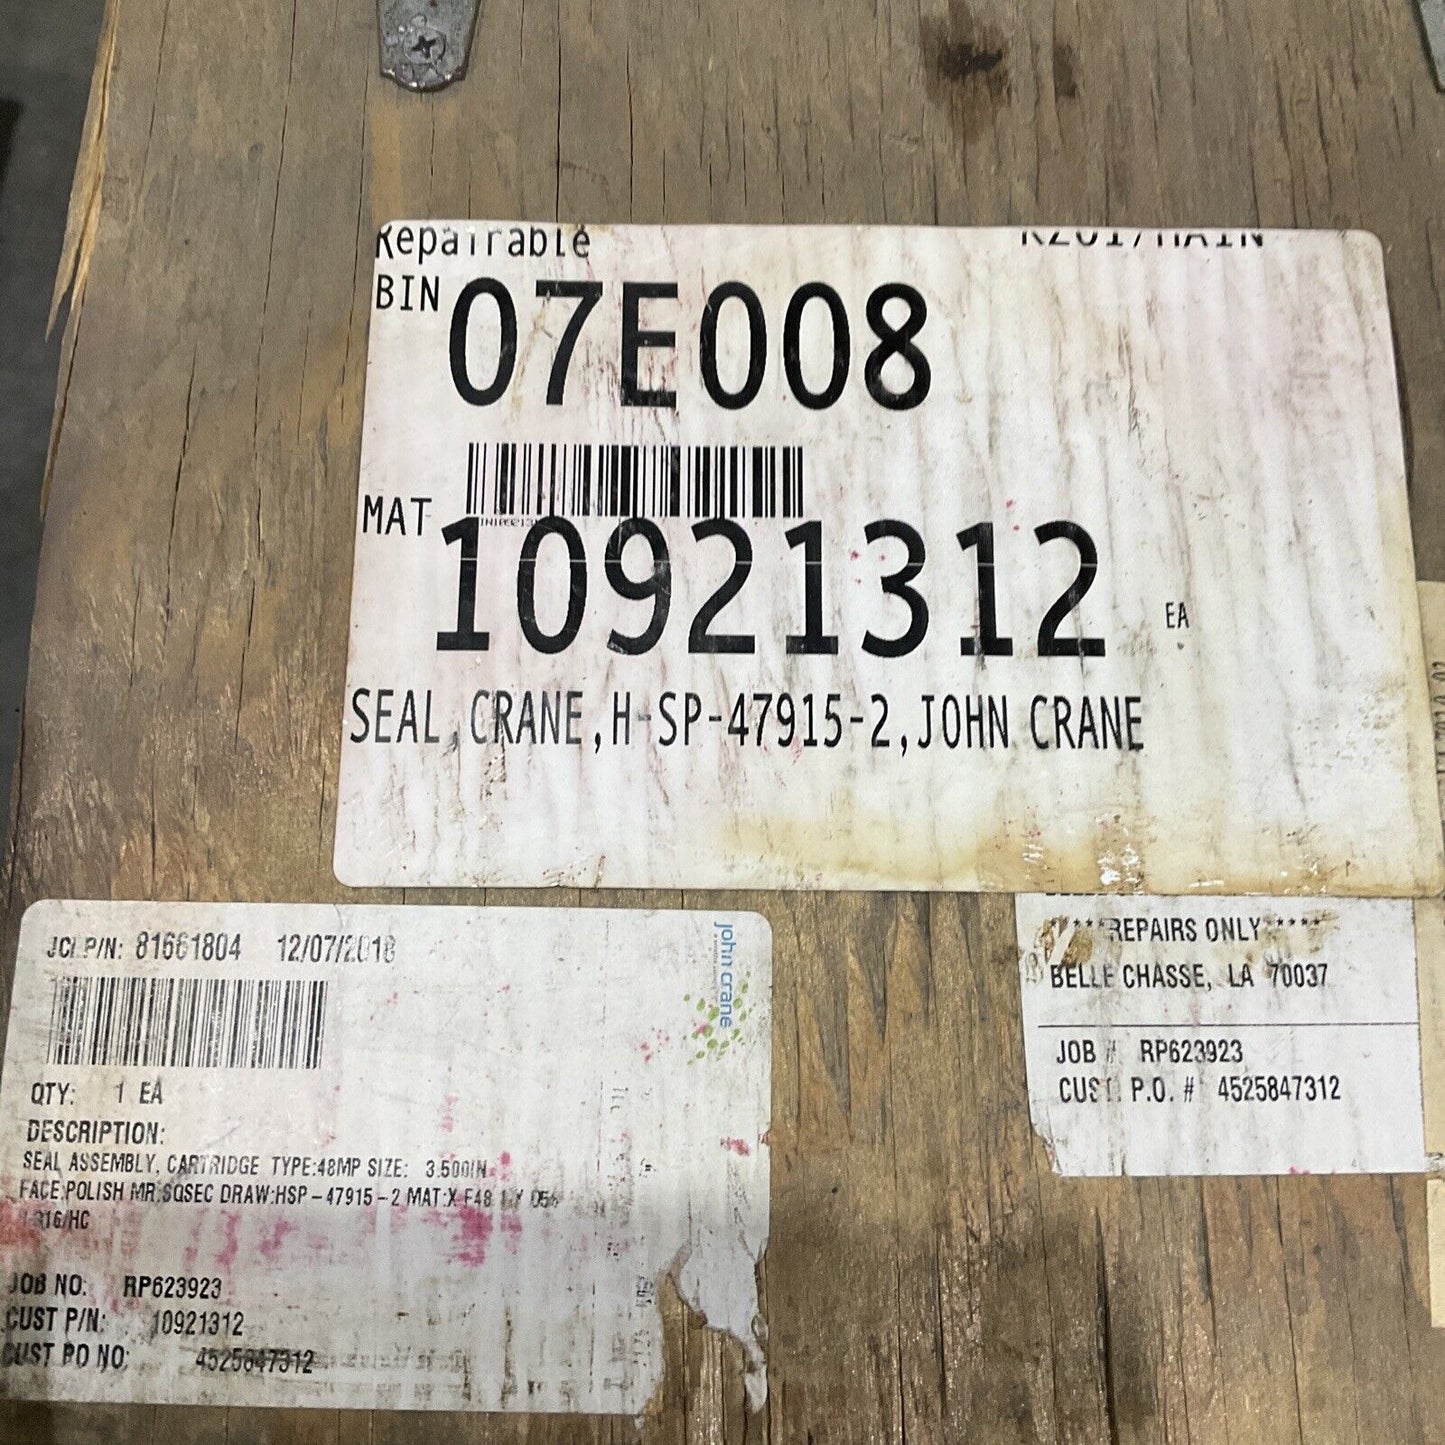 Repairable
BIN 07E008
MAT 10921312 EA
SEAL,CRANE,H-SP-47915-2,JOHN CRANE
JCI P/N: 81661804 12/07/2018
john crane
QTY: 1 EA
DESCRIPTION:
SEAL ASSEMBLY, CARTRIDGE TYPE:48MP SIZE: 3.500IN
FACE:POLISH MR:SQSEC DRAW:HSP-47915-2 MAT:X F48
316/HC
JOB NO: RP623923
CUST P/N: 10921312
CUST PO NO: 4525847312
REPAIRS ONLY*****
BELLE CHASSE, LA 70037
JOB # RP623923
CUST. P.O. # 4525847312